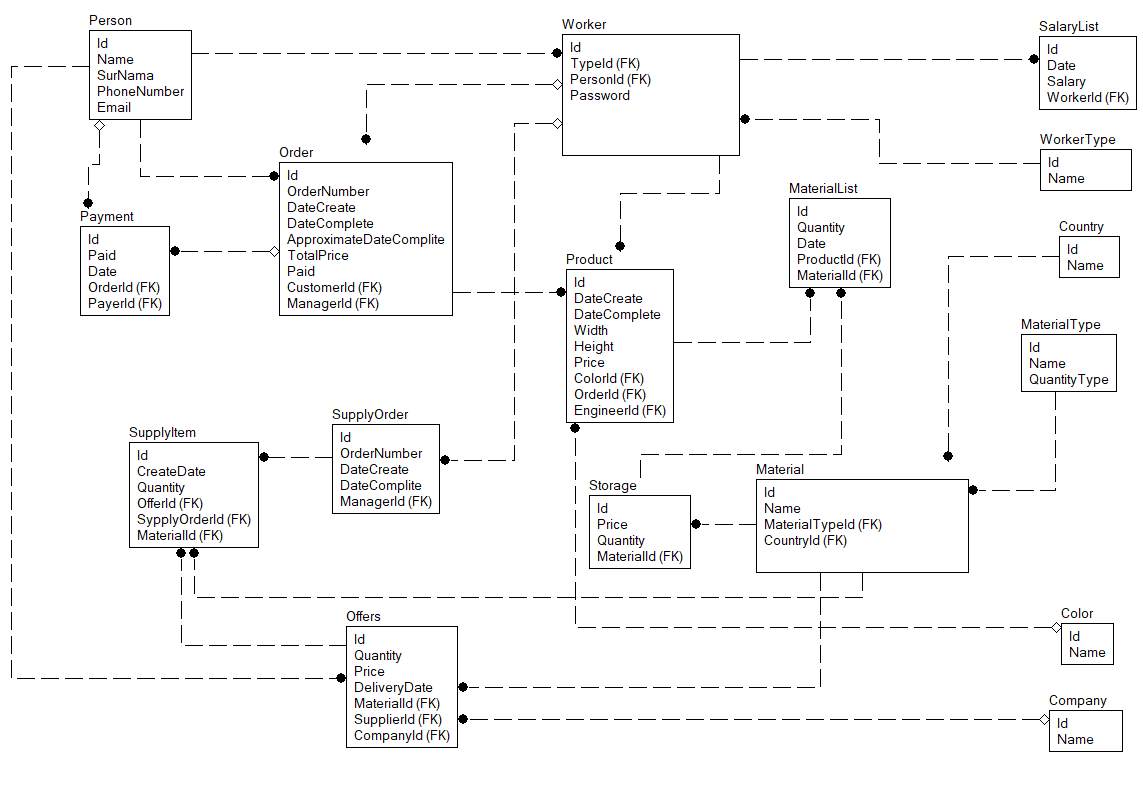 Person
Id
Name
SurNama
PhoneNumber
Email
Worker
Id
TypeId (FK)
PersonId (FK)
Password
SalaryList
Id
Date
Salary
WorkerId (FK)
WorkerType
Id
Name
Order
Id
OrderNumber
DateCreate
DateComplete
ApproximateDateComplite
TotalPrice
Paid
CustomerId (FK)
ManagerId (FK)
Payment
Id
Paid
Date
OrderId (FK)
PayerId (FK)
MaterialList
Id
Quantity
Date
ProductId (FK)
MaterialId (FK)
Country
Id
Name
Product
Id
DateCreate
DateComplete
Width
Height
Price
ColorId (FK)
OrderId (FK)
EngineerId (FK)
MaterialType
Id
Name
QuantityType
SupplyOrder
Id
OrderNumber
DateCreate
DateComplite
ManagerId (FK)
SupplyItem
Id
CreateDate
Quantity
OfferId (FK)
SypplyOrderId (FK)
MaterialId (FK)
Storage
Id
Price
Quantity
MaterialId (FK)
Material
Id
Name
MaterialTypeId (FK)
CountryId (FK)
Offers
Id
Quantity
Price
DeliveryDate
MaterialId (FK)
SupplierId (FK)
CompanyId (FK)
Color
Id
Name
Company
Id
Name